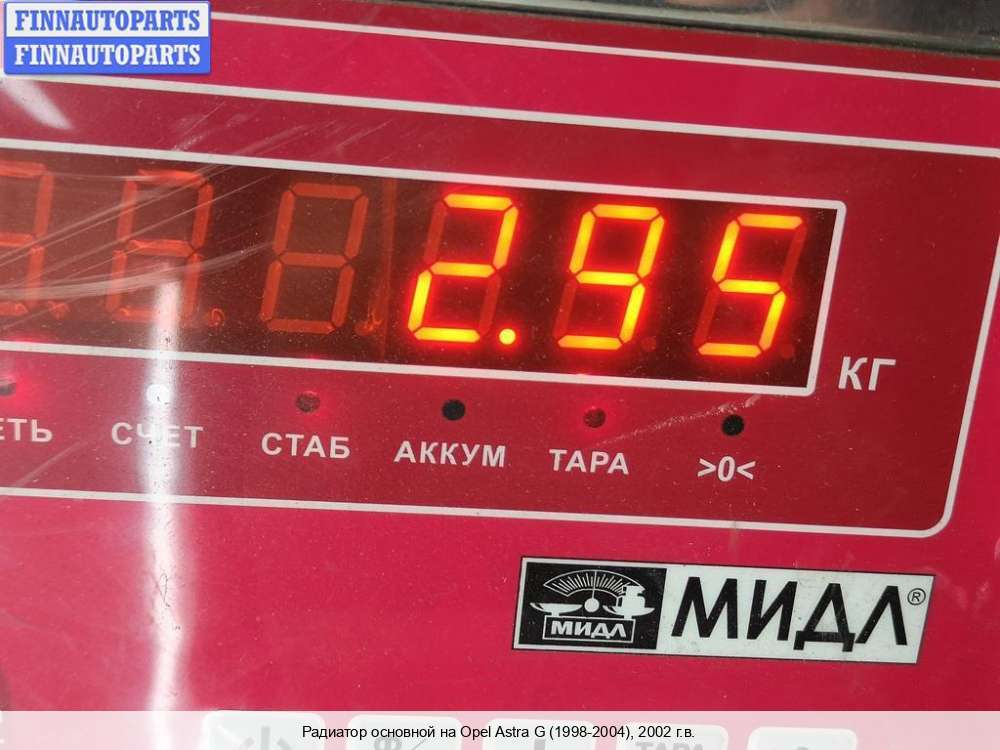 FINNAUTOPARTS
FINNAUTOPARTS
2.95
КГ
СЧЕТ
СТАБ
АККУМ
ТАРА
>0<
МИДЛ
МИДЛ®
Радиатор основной на Opel Astra G (1998-2004), 2002 г.в.